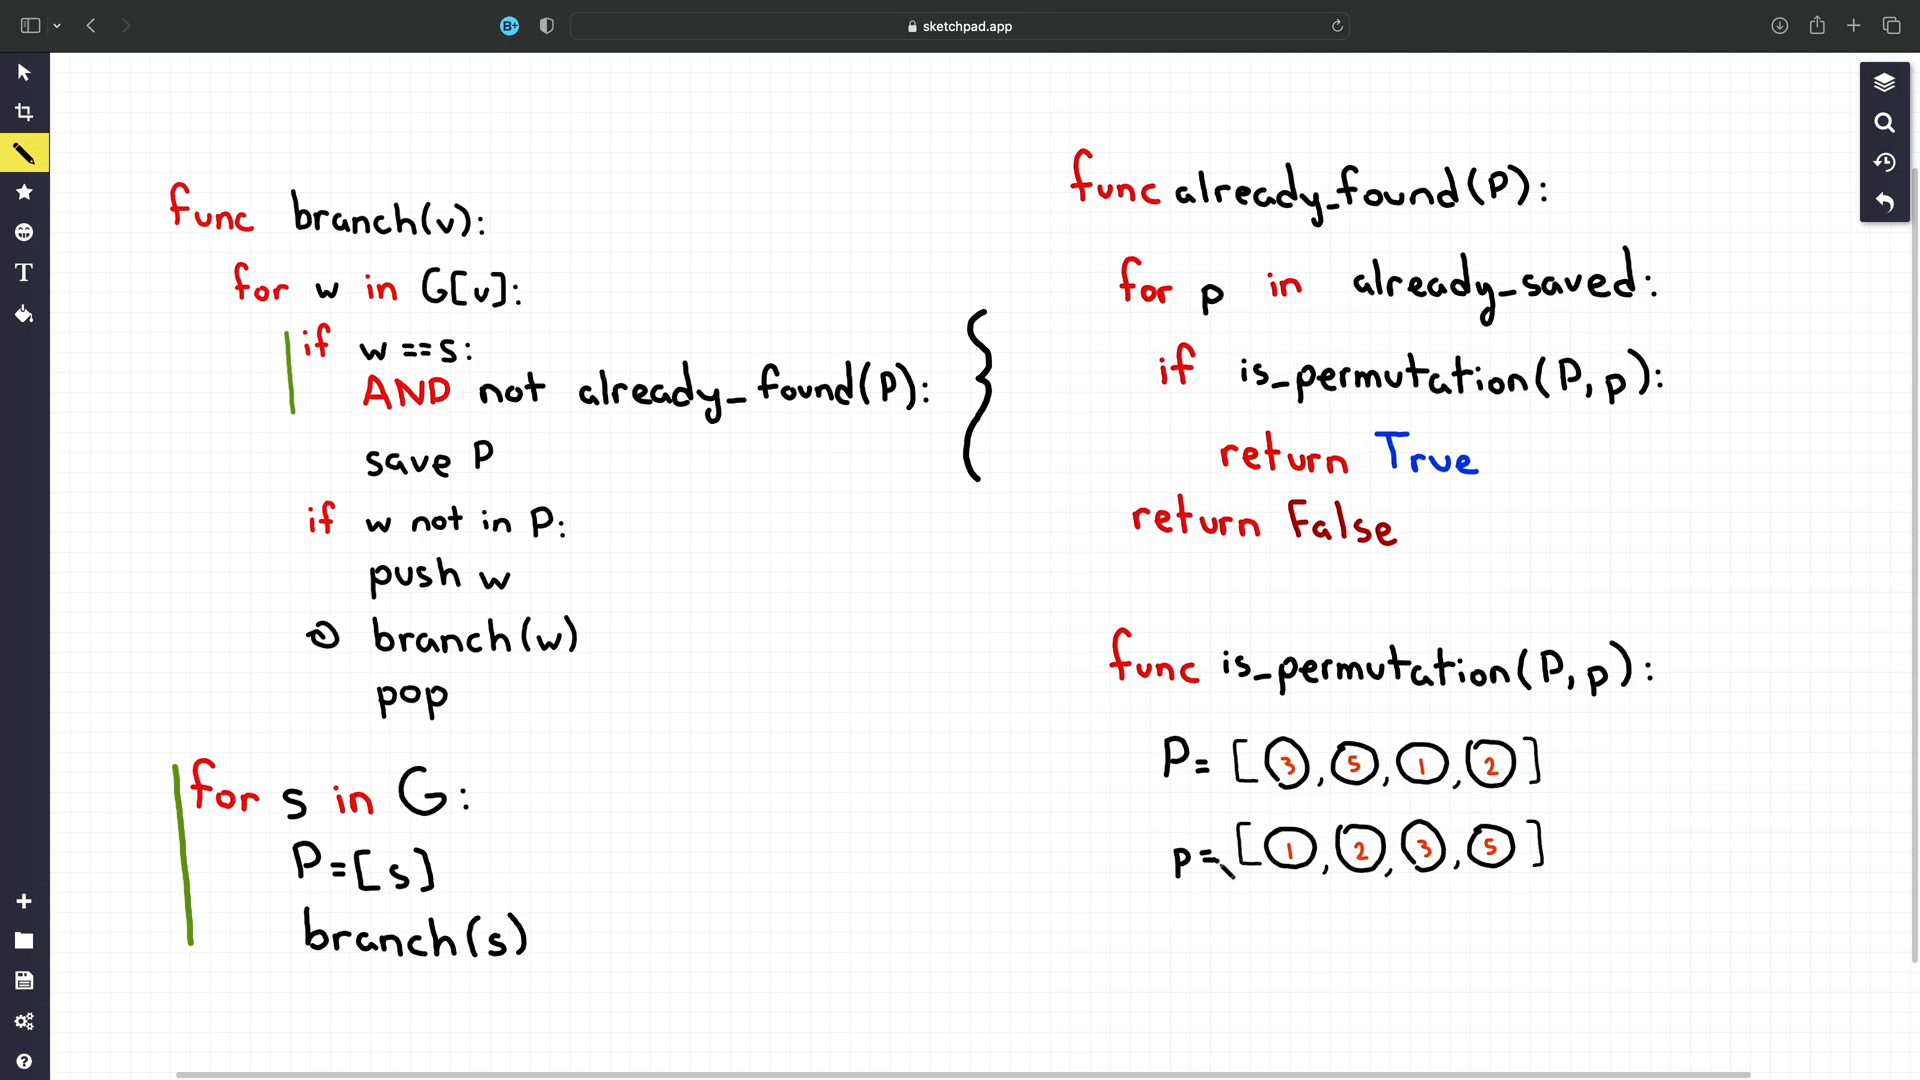 sketchpad.app
func branch(v):
for w in G[v]:
if w == s:
AND not already_found(P):
save P
if w not in P:
push w
branch(w)
pop
for s in G:
P=[s]
branch(s)
func already_found(P):
for p in already_saved:
if is_permutation(P,p):
return True
return False
func is_permutation(P,p):
P= [3,5,1,2]
p= [1,2,3,5]